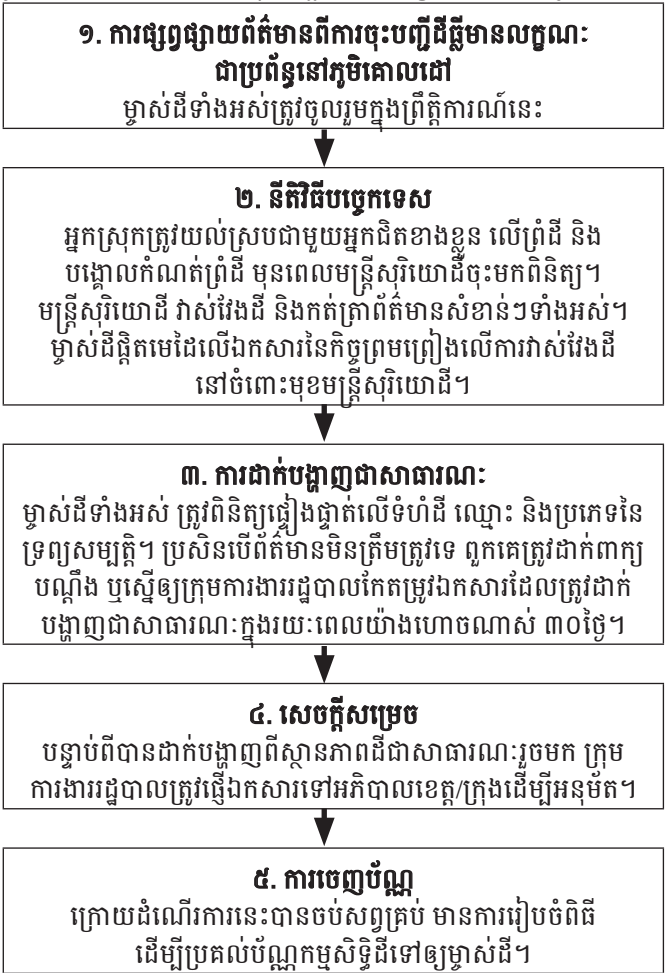 ១. ការផ្សព្វផ្សាយព័ត៌មានពីការចុះបញ្ជីដីធ្លីមានលក្ខណៈ
ជាប្រព័ន្ធនៅភូមិគោលដៅ
ម្ចាស់ដីទាំងអស់ត្រូវចូលរួមក្នុងព្រឹត្តិការណ៍នេះ
២. នីតិវិធីបច្ចេកទេស
អ្នកស្រុកត្រូវយល់ស្របជាមួយអ្នកជិតខាងខ្លួន លើព្រំដី និង
បង្គោលកំណត់ព្រំដី មុនពេលមន្ត្រីសុរិយោដីចុះមកពិនិត្យ។
មន្ត្រីសុរិយោដី វាស់វែងដី និងកត់ត្រាព័ត៌មានសំខាន់ៗទាំងអស់។
ម្ចាស់ដីផ្តិតមេដៃលើឯកសារនៃកិច្ចព្រមព្រៀងលើការវាស់វែងដី
នៅចំពោះមុខមន្ត្រីសុរិយោដី។
៣. ការដាក់បង្ហាញជាសាធារណៈ
ម្ចាស់ដីទាំងអស់ ត្រូវពិនិត្យផ្ទៀងផ្ទាត់លើទំហំដី ឈ្មោះ និងប្រភេទនៃ
ទ្រព្យសម្បត្តិ។ ប្រសិនបើព័ត៌មានមិនត្រឹមត្រូវទេ ពួកគេត្រូវដាក់ពាក្យ
បណ្តឹង ឬស្នើឲ្យក្រុមការងាររដ្ឋបាលកែតម្រូវឯកសារដែលត្រូវដាក់
បង្ហាញជាសាធារណៈក្នុងរយៈពេលយ៉ាងហោចណាស់ ៣០ថ្ងៃ។
៤. សេចក្តីសម្រេច
បន្ទាប់ពីបានដាក់បង្ហាញពីស្ថានភាពដីជាសាធារណៈរួចមក ក្រុម
ការងាររដ្ឋបាលត្រូវផ្ញើឯកសារទៅអភិបាលខេត្ត/ក្រុងដើម្បីអនុម័ត។
៥. ការចេញប័ណ្ណ
ក្រោយដំណើរការនេះបានចប់សព្វគ្រប់ មានការរៀបចំពិធី
ដើម្បីប្រគល់ប័ណ្ណកម្មសិទ្ធិដីទៅឲ្យម្ចាស់ដី។